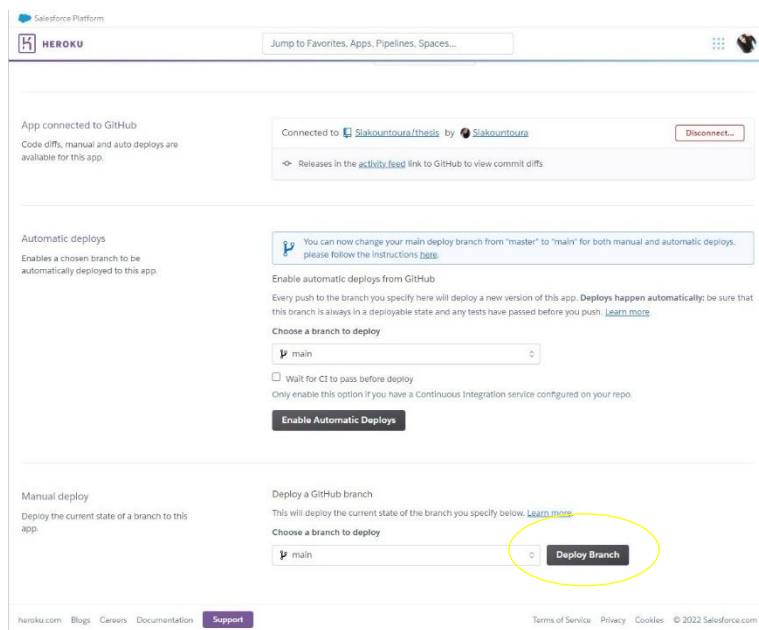 Salesforce Platform
HEROKU
Jump to Favorites, Apps, Pipelines, Spaces...
App connected to GitHub
Code diffs, manual and auto deploys are
available for this app.
Connected to Siakountoura/thesis by Siakountoura
Disconnect...
Releases in the activity feed link to GitHub to view commit diffs
Automatic deploys
Enables a chosen branch to be
automatically deployed to this app.
You can now change your main deploy branch from "master" to "main" for both manual and automatic deploys,
please follow the instructions here.
Enable automatic deploys from GitHub
Every push to the branch you specify here will deploy a new version of this app. Deploys happen automatically: be sure that
this branch is always in a deployable state and any tests have passed before you push. Learn more.
Choose a branch to deploy
main
Wait for CI to pass before deploy
Only enable this option if you have a Continuous Integration service configured on your repo.
Enable Automatic Deploys
Manual deploy
Deploy the current state of a branch to this
app.
Deploy a GitHub branch
This will deploy the current state of the branch you specify below. Learn more.
Choose a branch to deploy
main
Deploy Branch
heroku.com Blogs Careers Documentation Support
Terms of Service Privacy Cookies © 2022 Salesforce.com